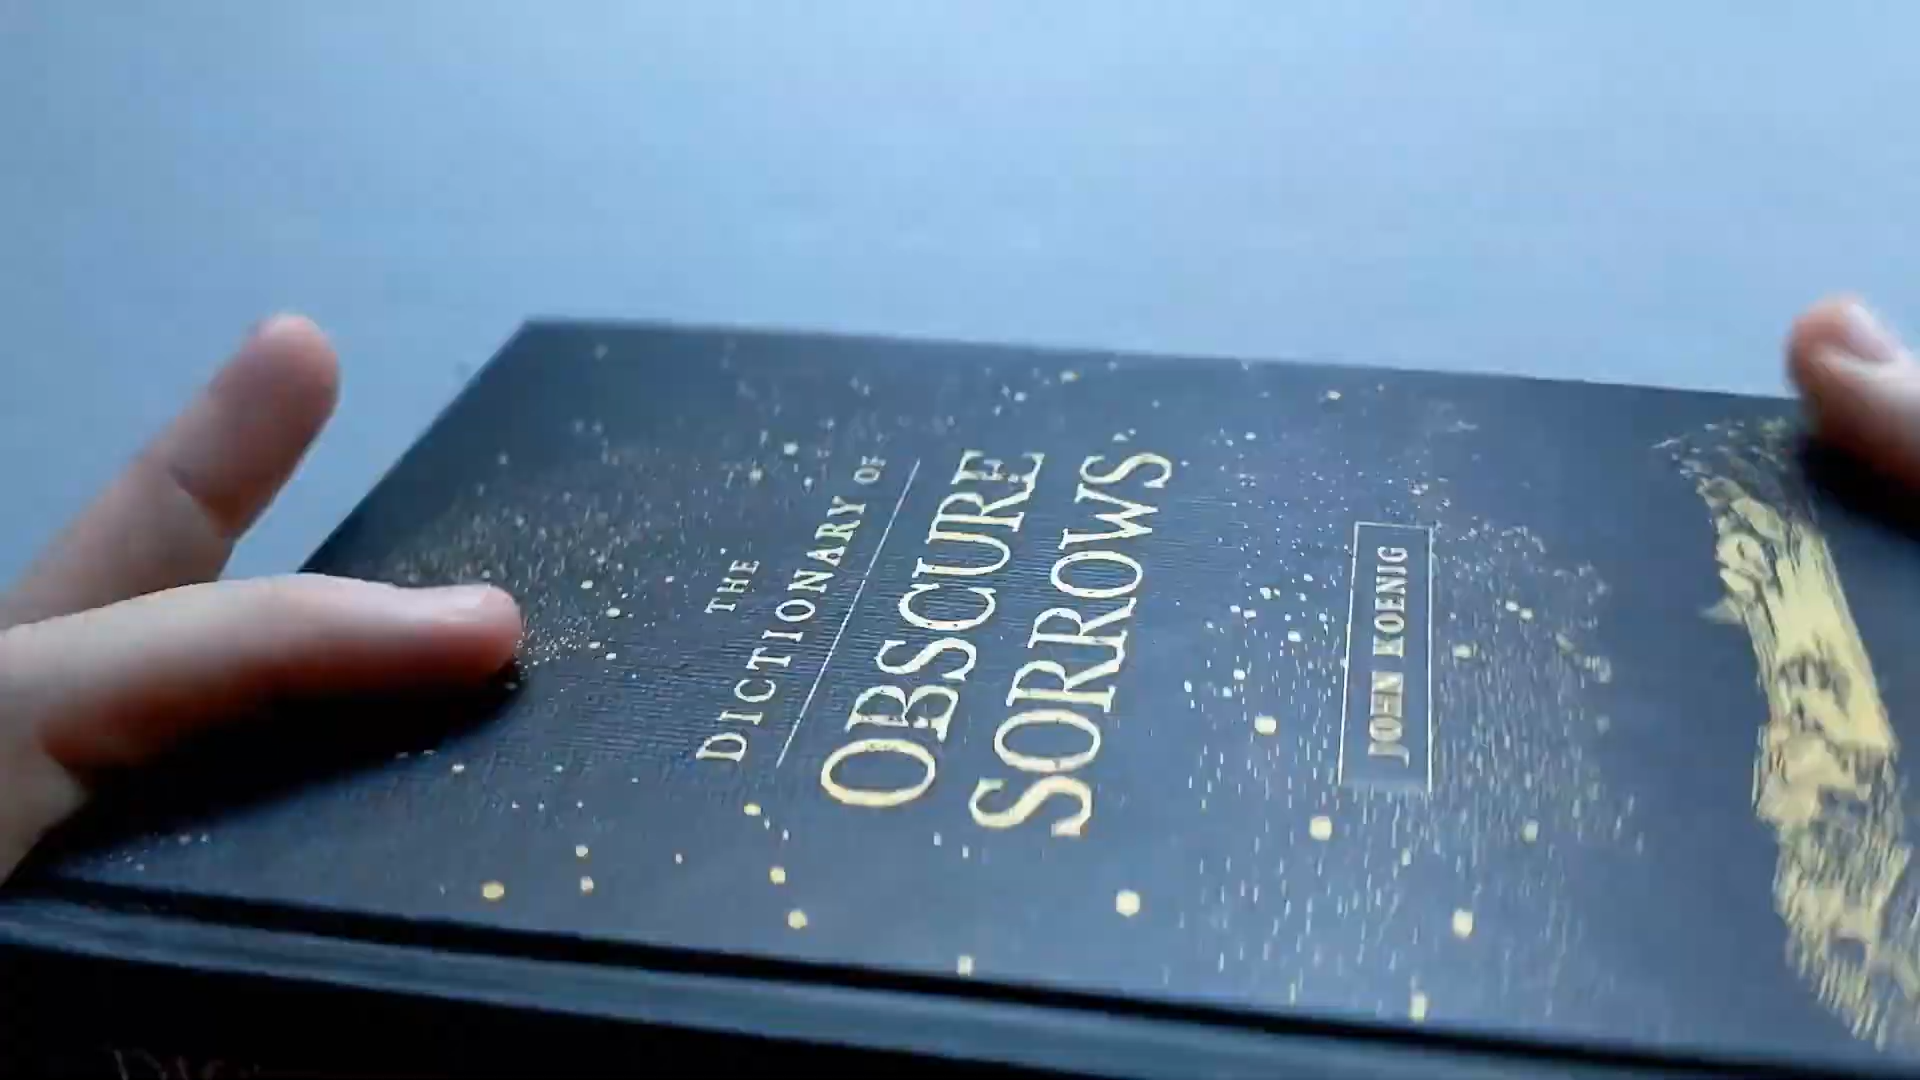 THE
DICTIONARY OF
OBSCURE
SORROWS
JOHN KOENIG